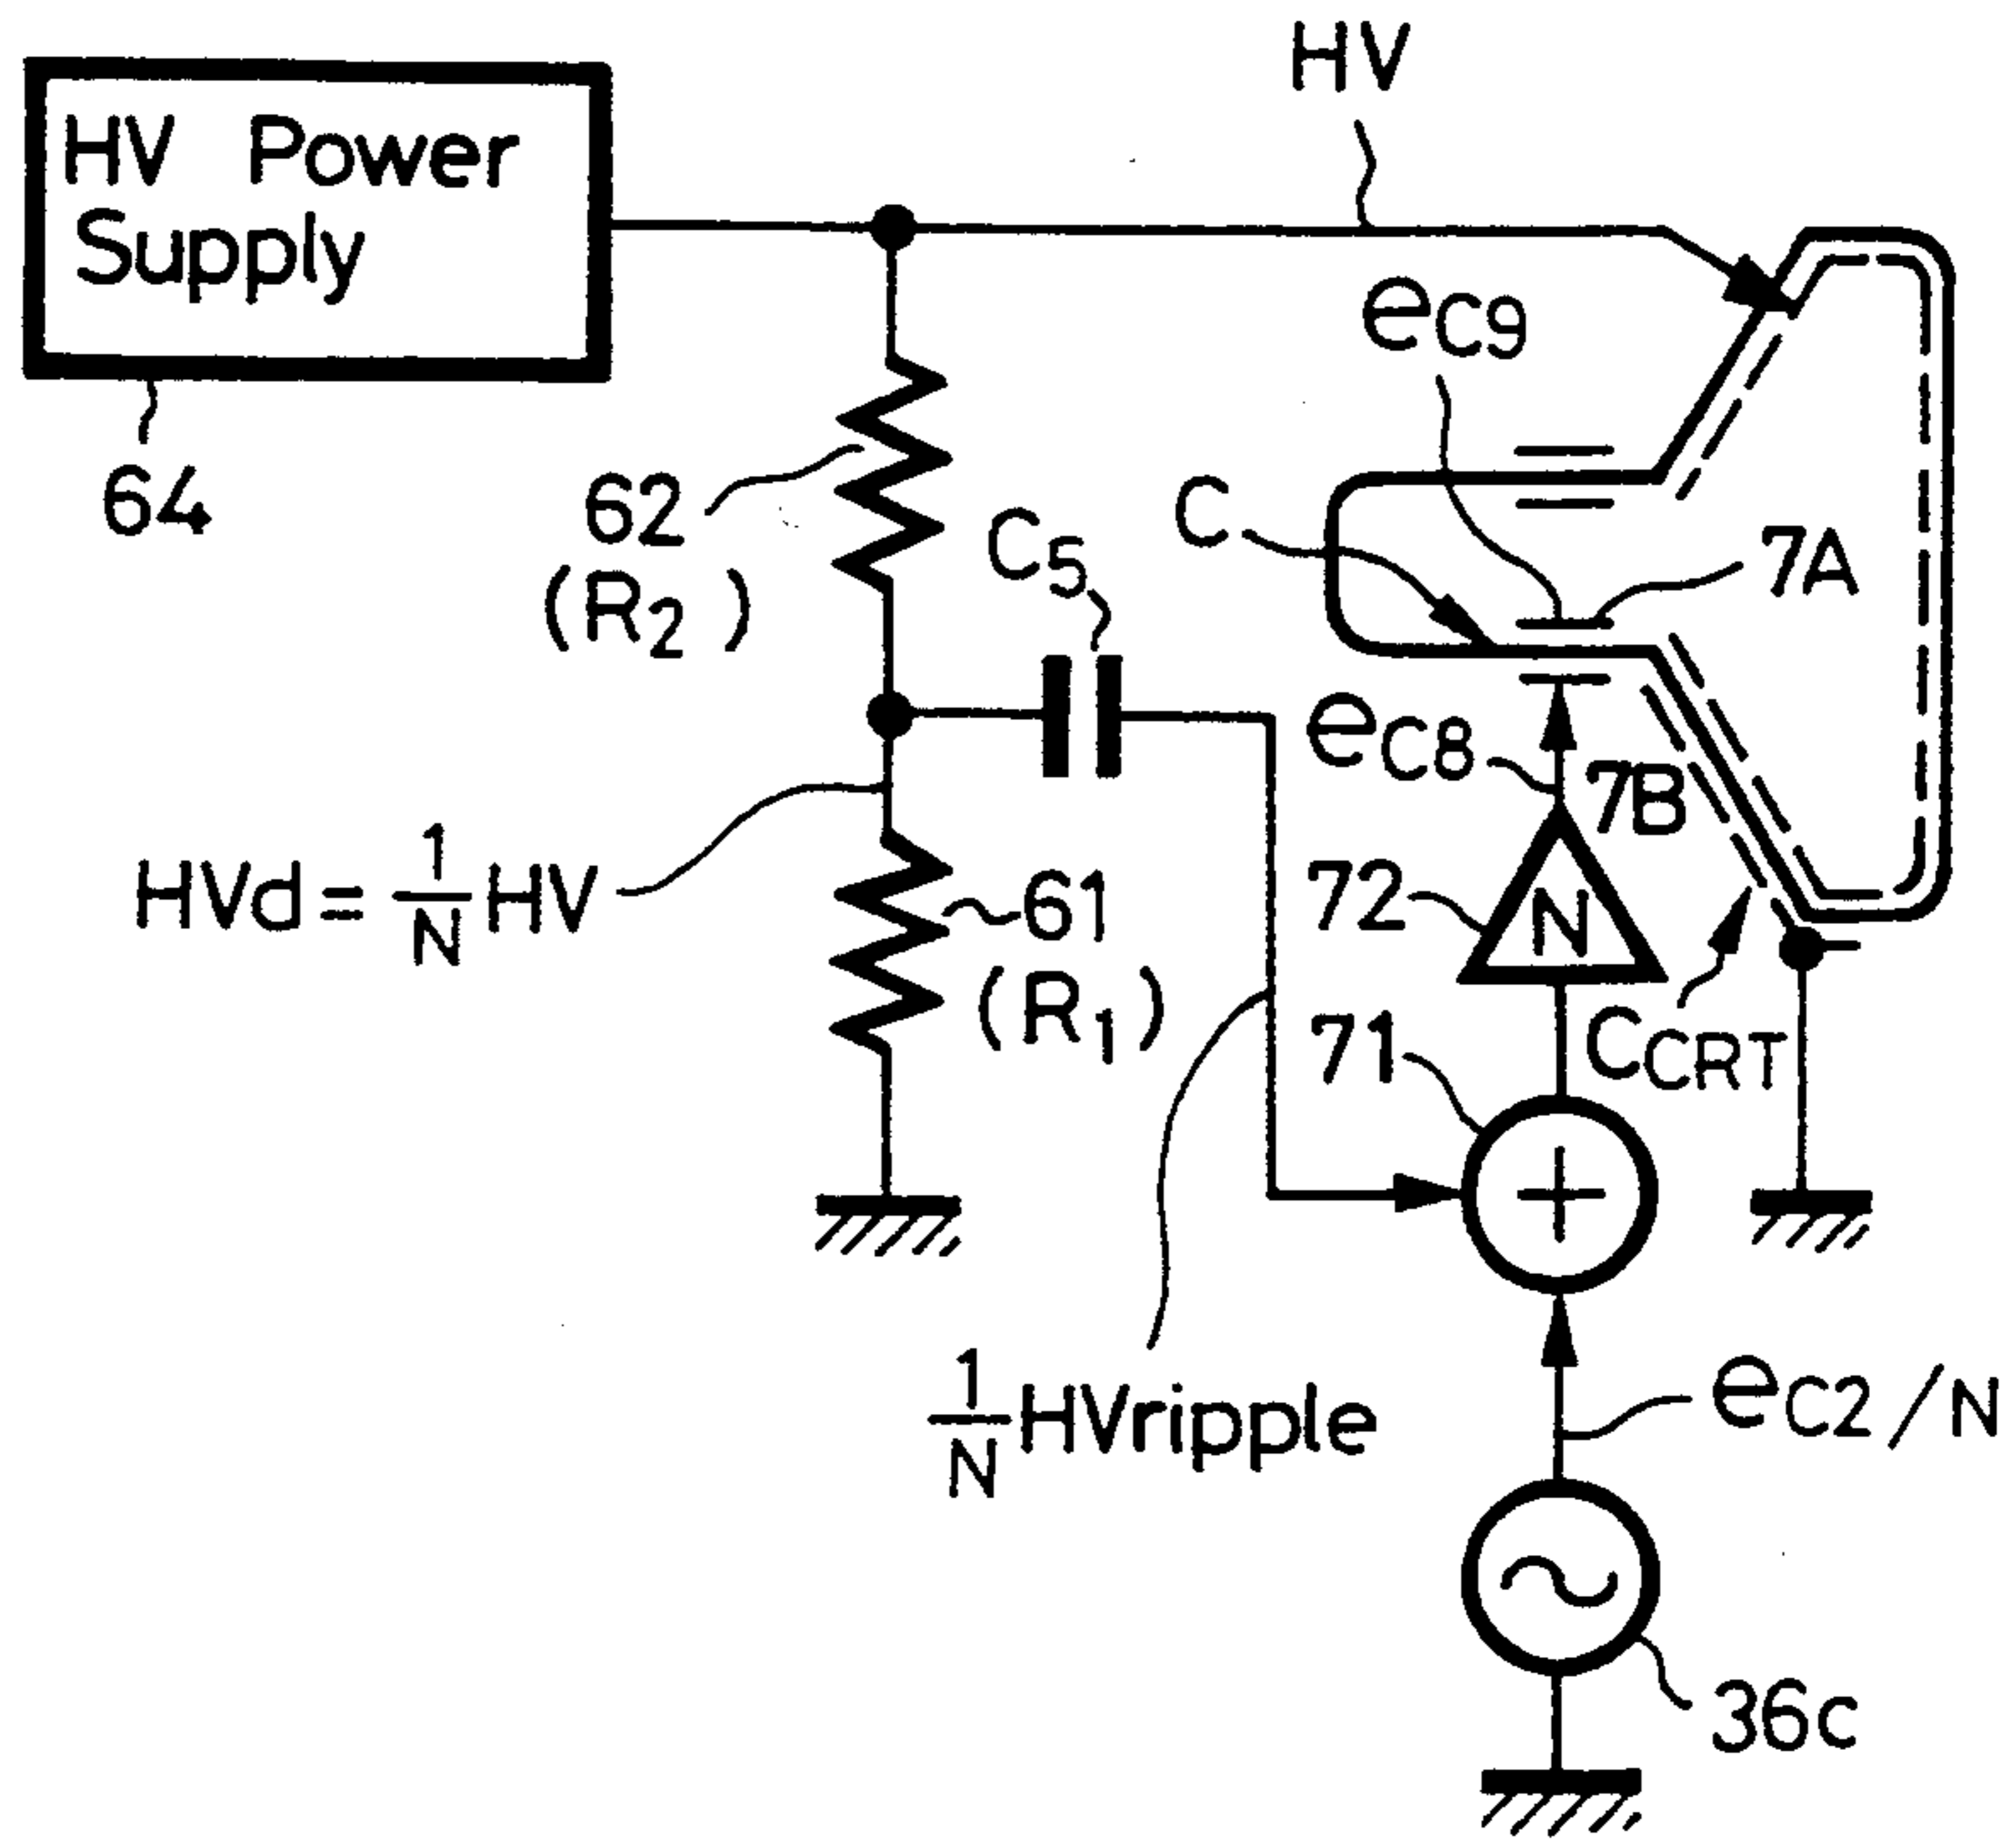 HV
HV Power
Supply
64
62
(R2)
C5
C
eC9
7A
eC8
7B
HVd = 1/N HV
61
(R1)
72
N
71
CCRT
+
1/N HVripple
eC2/N
36c